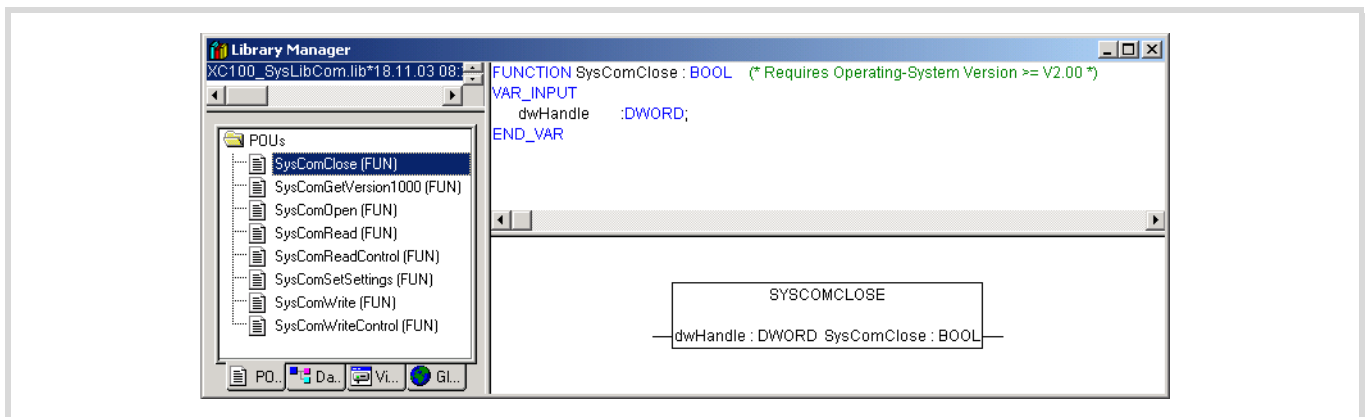 Library Manager
XC100_SysLibCom.lib*18.11.03 08:
POUs
SysComClose (FUN)
SysComGetVersion1000 (FUN)
SysComOpen (FUN)
SysComRead (FUN)
SysComReadControl (FUN)
SysComSetSettings (FUN)
SysComWrite (FUN)
SysComWriteControl (FUN)
PO.. Da.. Vi... Gl...
FUNCTION SysComClose : BOOL (* Requires Operating-System Version >= V2.00 *)
VAR_INPUT
dwHandle :DWORD;
END_VAR
SYSCOMCLOSE
dwHandle : DWORD SysComClose : BOOL